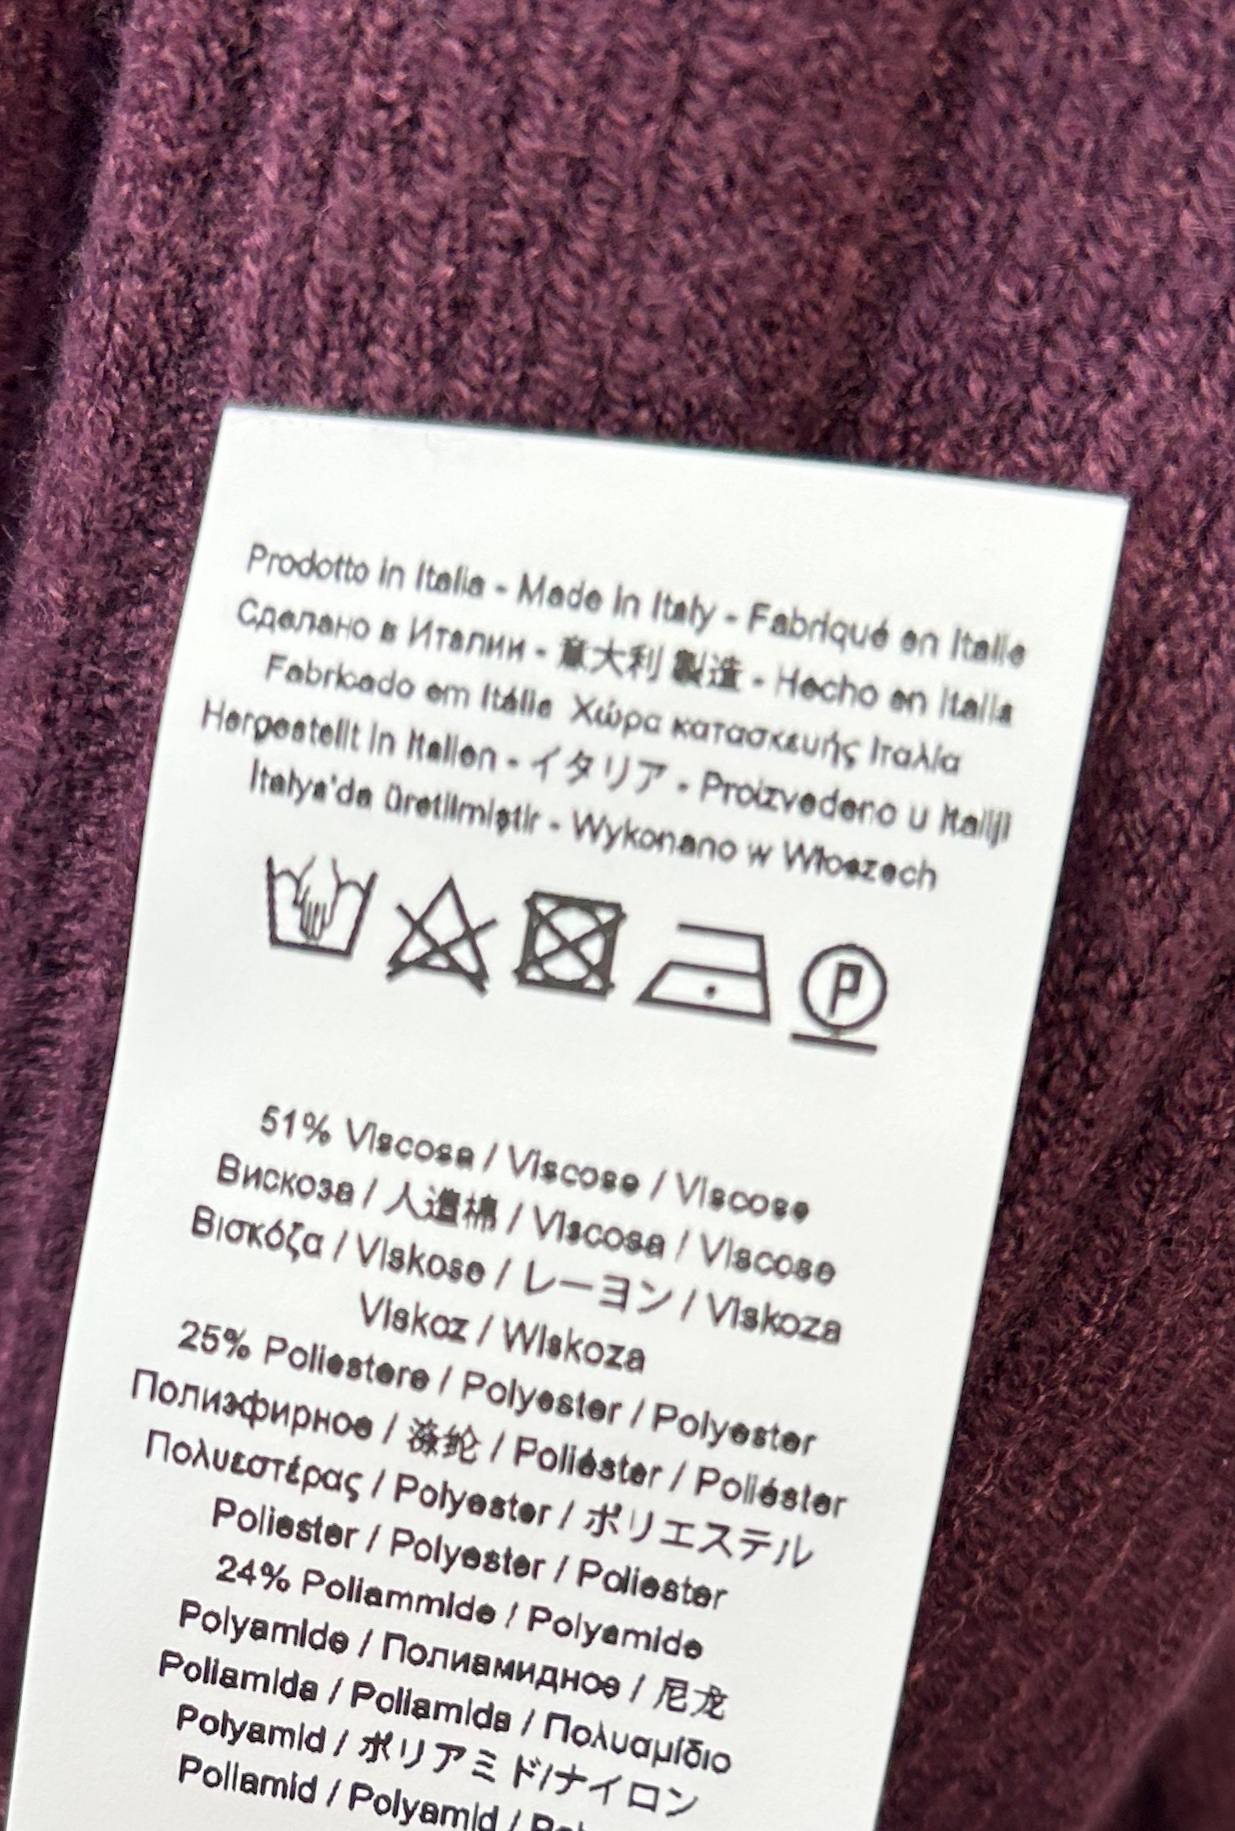 Prodotto in Italia - Made in Italy - Fabriqué en Italie
Сделано в Италии - 意大利 製造 - Hecho en Italia
Fabricado em Itália Χώρα κατασκευής Ιταλία
Hergestellt in Italien - イタリア - Proizvedeno u Italiji
Italya'da üretilmiştir - Wykonano w Włoszech
P
51% Viscosa / Viscose / Viscose
Вискоза / 人造棉 / Viscosa / Viscose
Βισκόζα / Viskose / レーヨン / Viskoza
Viskoz / Wiskoza
25% Poliestere / Polyester / Polyester
Полиэфирное / 涤纶 / Poliéster / Poliéster
Πολυεστέρας / Polyester / ポリエステル
Poliester / Polyester / Poliester
24% Poliammide / Polyamide
Polyamide / Полиамидное / 尼龙
Poliamida / Poliamida / Πολυαμίδιο
Polyamid / ポリアミド/ナイロン
Poliamid / Polyamid /